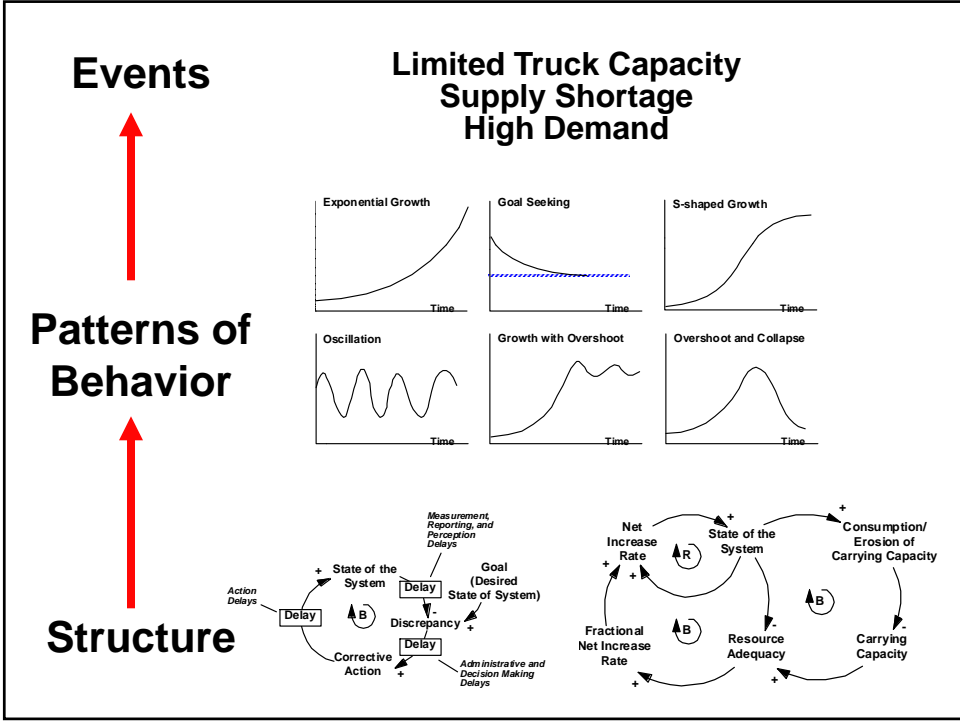 Events
Limited Truck Capacity
Supply Shortage
High Demand
Exponential Growth
Time
Goal Seeking
Time
S-shaped Growth
Time
Patterns of
Behavior
Oscillation
Time
Growth with Overshoot
Time
Overshoot and Collapse
Time
Structure
Measurement,
Reporting, and
Perception
Delays
+
State of the
System
Delay
Goal
(Desired
State of System)
Action
Delays
Delay
B
-
Discrepancy
+
Delay
Corrective
Action
+
Administrative and
Decision Making
Delays
Net
Increase
Rate
+
State of the
System
+
Consumption/
Erosion of
Carrying Capacity
R
+
+
B
B
Fractional
Net Increase
Rate
+
-
Resource
Adequacy
+
-
Carrying
Capacity